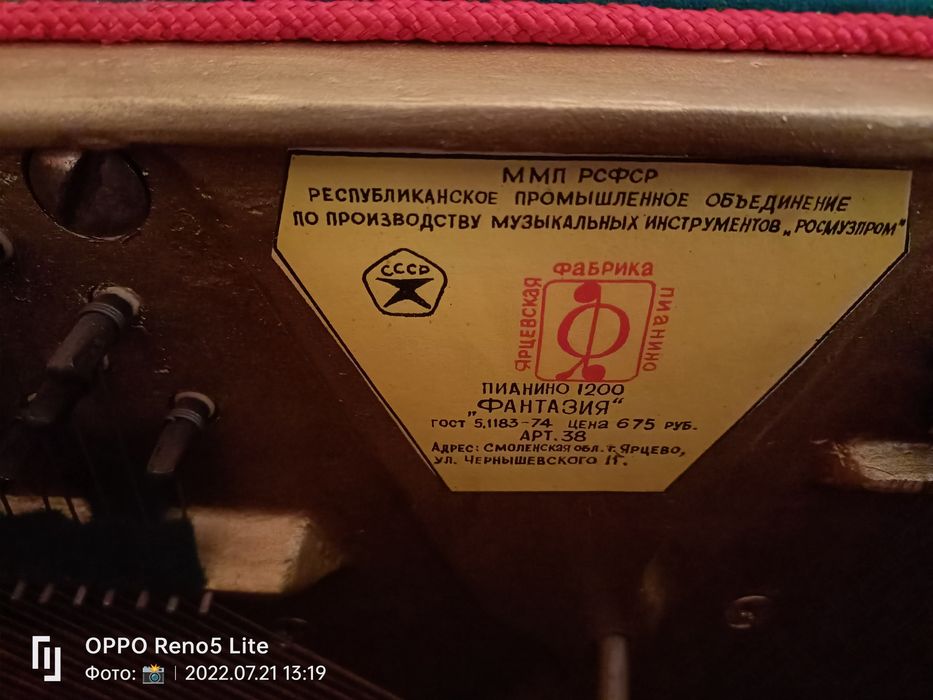 ММП РСФСР
РЕСПУБЛИКАНСКОЕ ПРОМЫШЛЕННОЕ ОБЪЕДИНЕНИЕ
ПО ПРОИЗВОДСТВУ МУЗЫКАЛЬНЫХ ИНСТРУМЕНТОВ „РОСМУЗПРОМ“
СССР
ЯРЦЕВСКАЯ
ФАБРИКА
ПИАНИНО
Ф
ПИАНИНО 1200
„ФАНТАЗИЯ“
ГОСТ 5.1183-74 ЦЕНА 675 РУБ.
АРТ. 38
АДРЕС: СМОЛЕНСКАЯ ОБЛ. Г. ЯРЦЕВО,
УЛ. ЧЕРНЫШЕВСКОГО
OPPO Reno5 Lite
Фото: 📸 | 2022.07.21 13:19